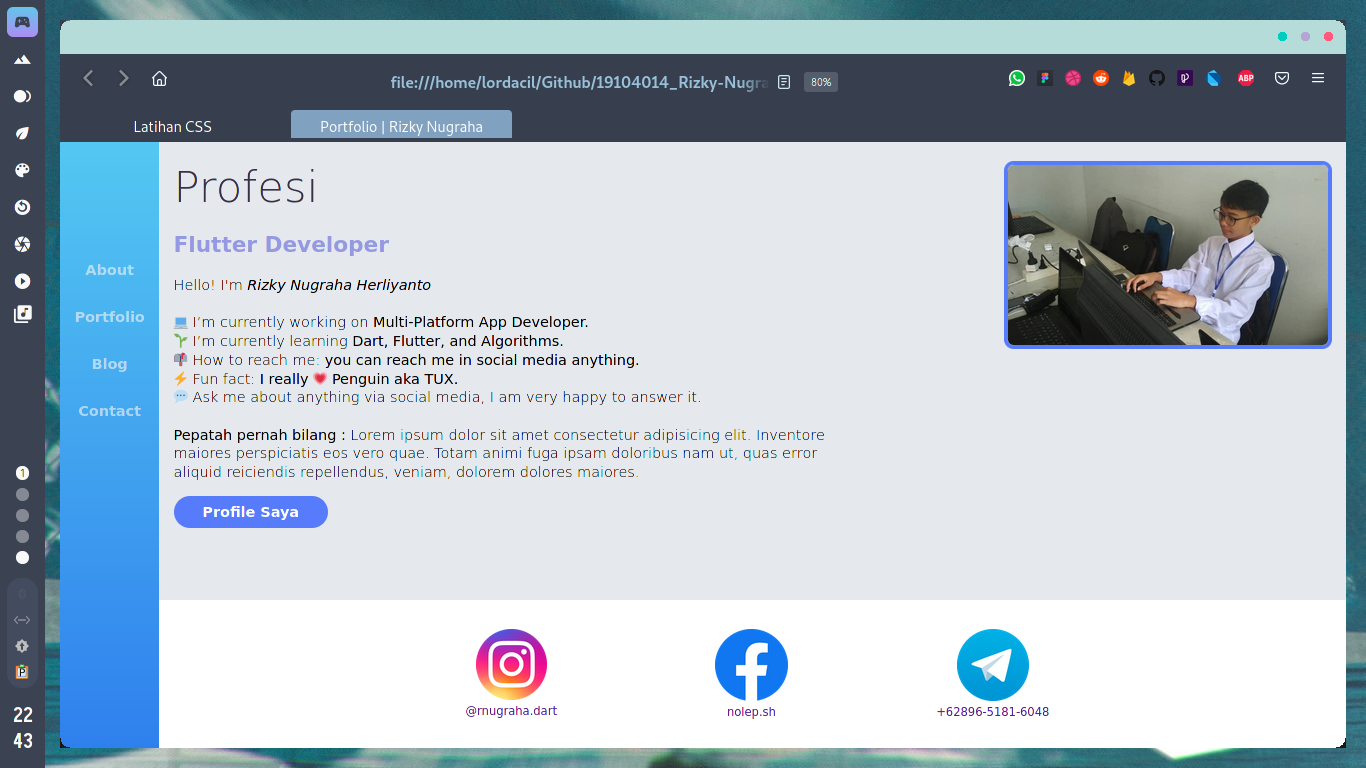 file:///home/lordacil/Github/19104014_Rizky-Nugra
80%
ABP
Latihan CSS
Portfolio | Rizky Nugraha
About
Portfolio
Blog
Contact
Profesi
Flutter Developer
Hello! I'm Rizky Nugraha Herliyanto
I’m currently working on Multi-Platform App Developer.
I’m currently learning Dart, Flutter, and Algorithms.
How to reach me: you can reach me in social media anything.
Fun fact: I really 💗 Penguin aka TUX.
Ask me about anything via social media, I am very happy to answer it.
Pepatah pernah bilang : Lorem ipsum dolor sit amet consectetur adipisicing elit. Inventore
maiores perspiciatis eos vero quae. Totam animi fuga ipsam doloribus nam ut, quas error
aliquid reiciendis repellendus, veniam, dolorem dolores maiores.
Profile Saya
@rnugraha.dart
nolep.sh
+62896-5181-6048
1
P
22
43